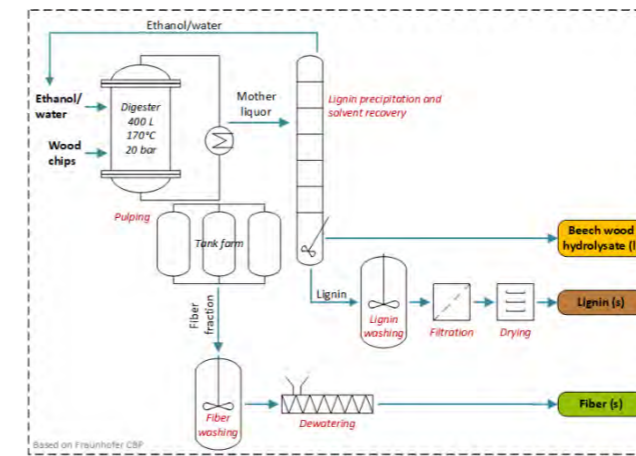 Ethanol/water
Ethanol/
water
Wood
chips
Digester
400 L
170°C
20 bar
Mother
liquor
Lignin precipitation and
solvent recovery
Pulping
Tank farm
Beech wood
hydrolysate (l
Fiber
fraction
Lignin
Lignin
washing
Filtration
Drying
Lignin (s)
Fiber
washing
Dewatering
Fiber (s)
Based on Fraunhofer CBP